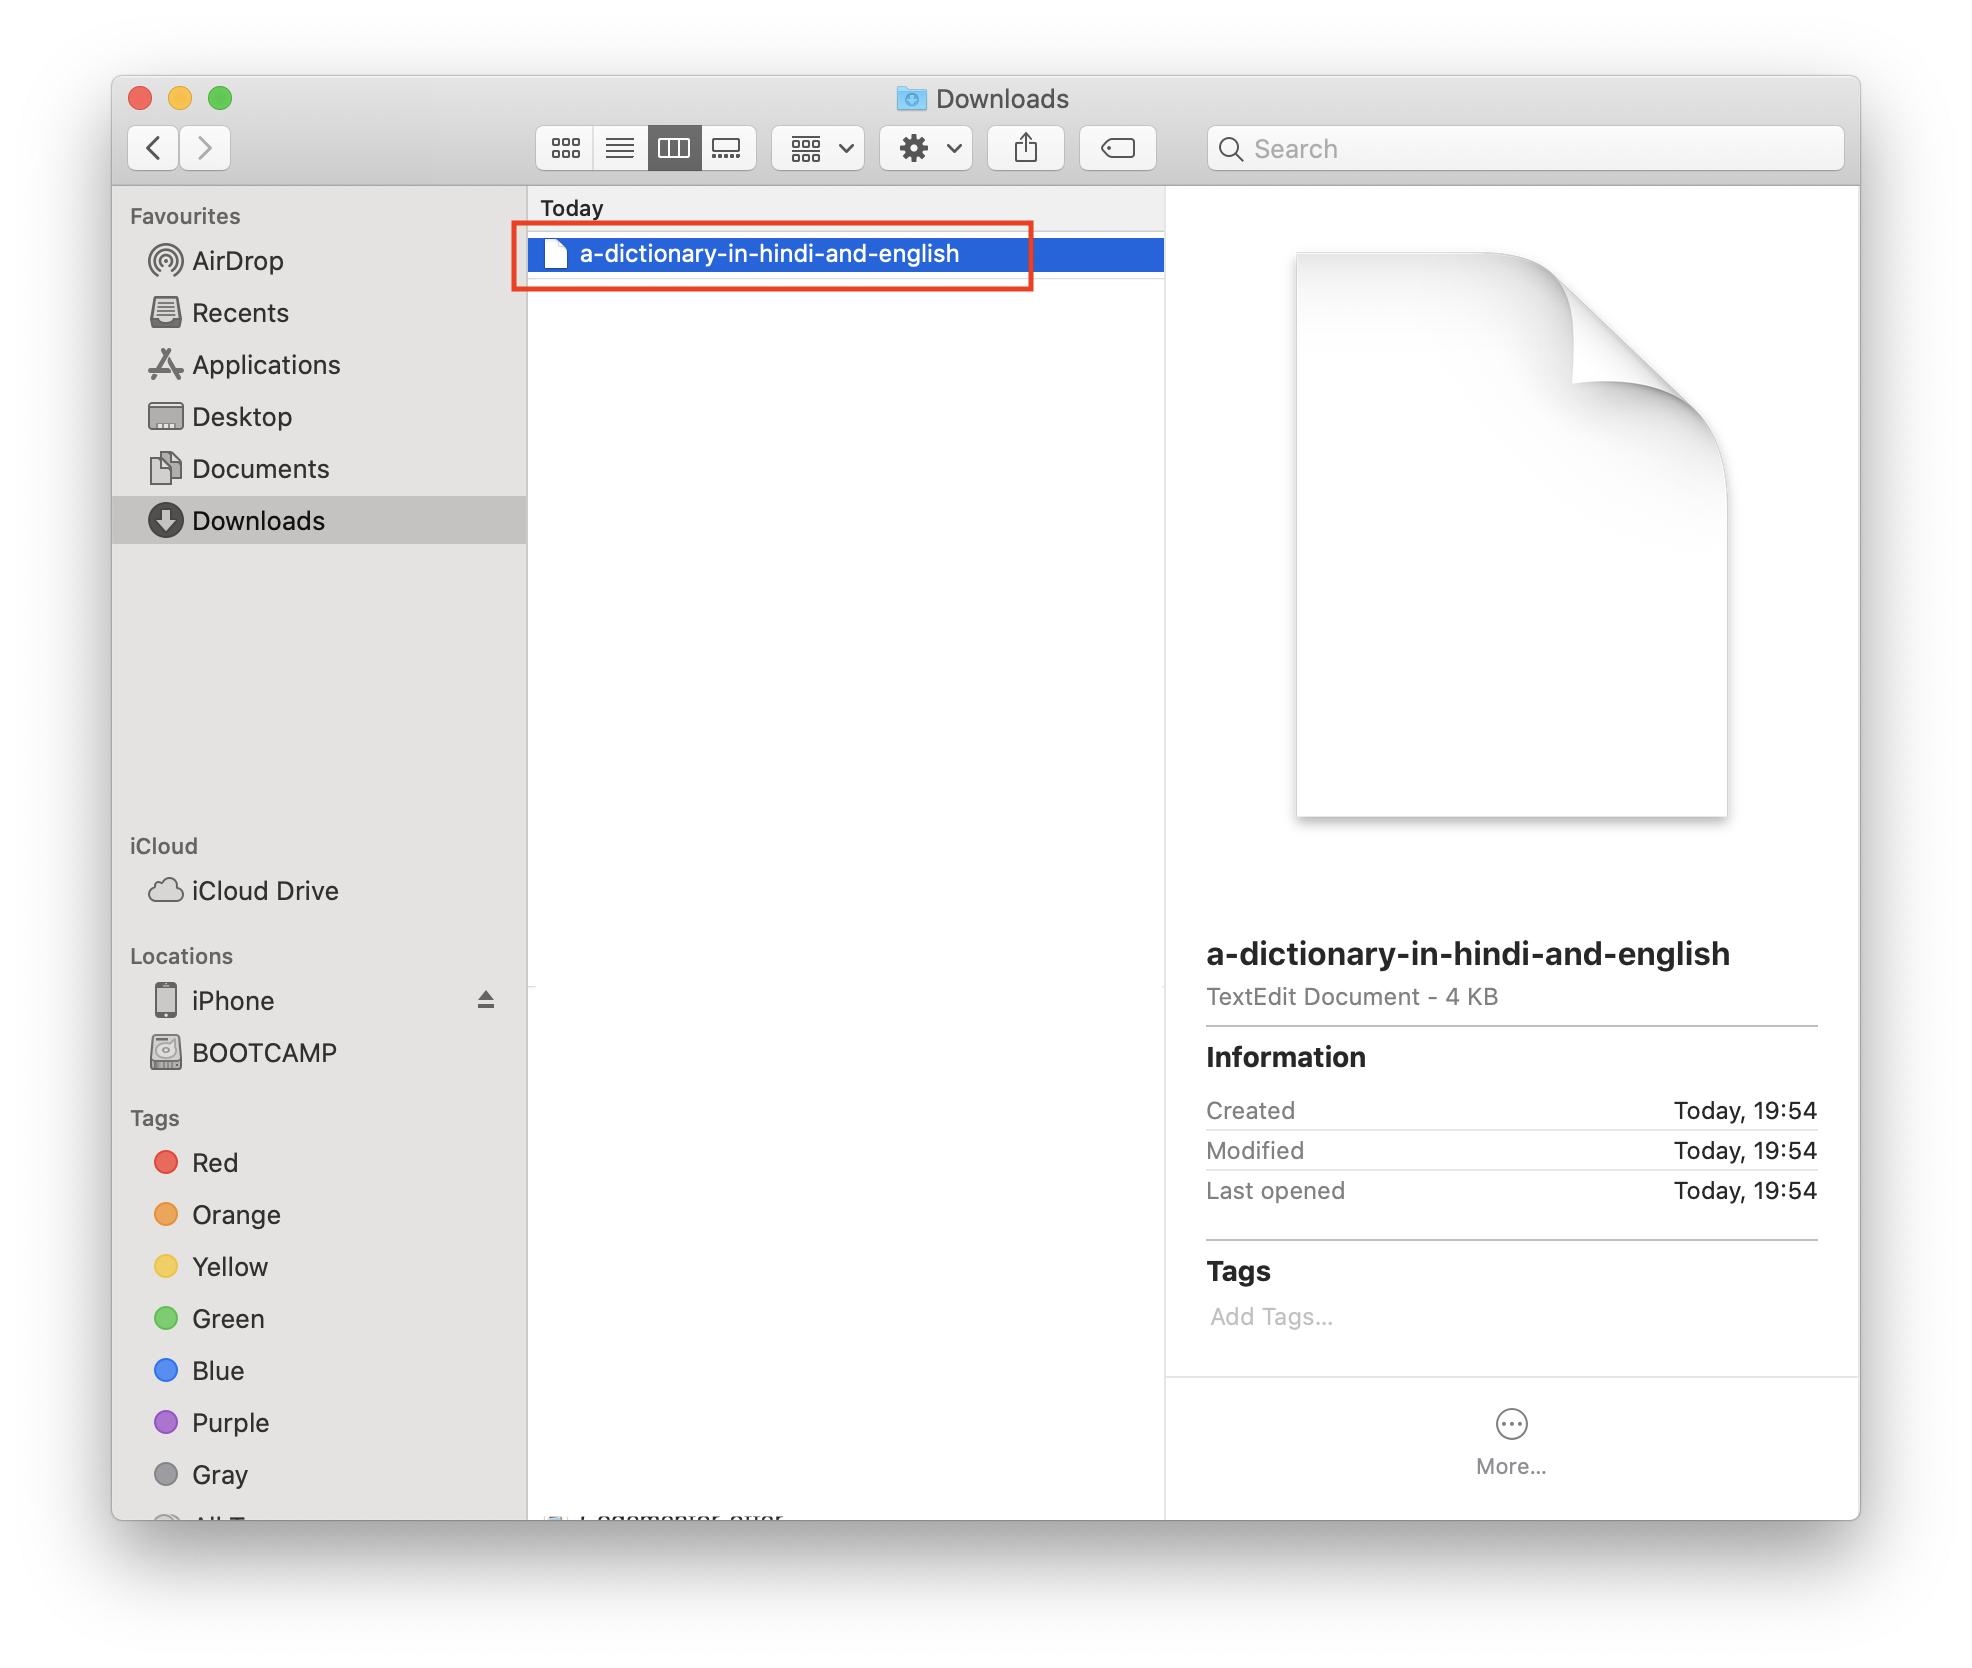 Downloads
Search
Favourites
AirDrop
Recents
Applications
Desktop
Documents
Downloads
iCloud
iCloud Drive
Locations
iPhone
BOOTCAMP
Tags
Red
Orange
Yellow
Green
Blue
Purple
Gray
Today
a-dictionary-in-hindi-and-english
a-dictionary-in-hindi-and-english
TextEdit Document - 4 KB
Information
Created Today, 19:54
Modified Today, 19:54
Last opened Today, 19:54
Tags
Add Tags...
More...